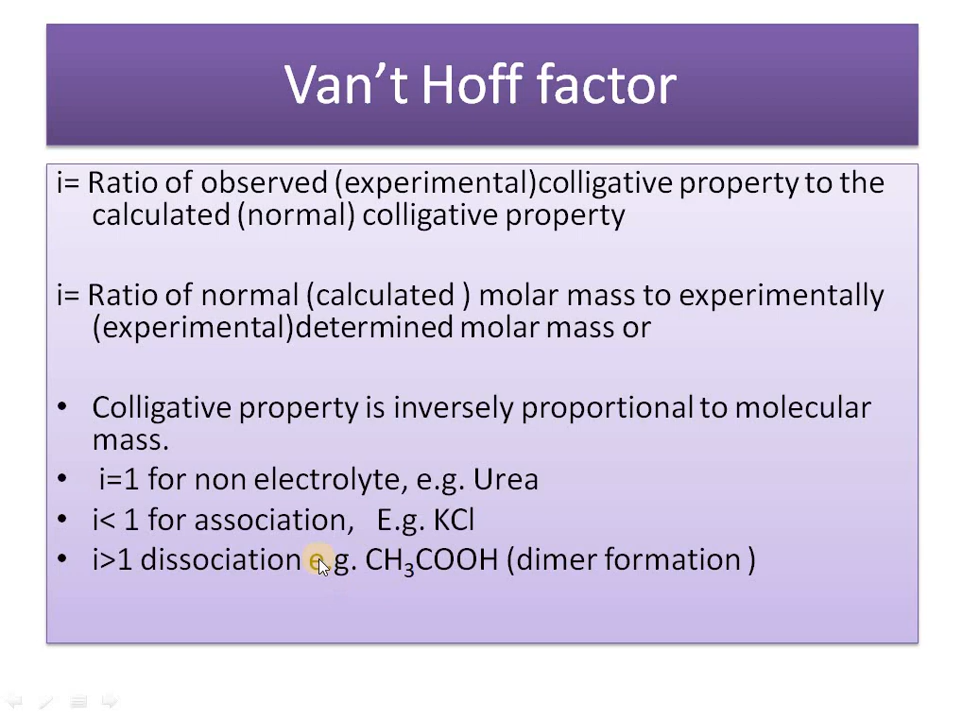 Van’t Hoff factor
i= Ratio of observed (experimental)colligative property to the
calculated (normal) colligative property
i= Ratio of normal (calculated ) molar mass to experimentally
(experimental)determined molar mass or
• Colligative property is inversely proportional to molecular
mass.
• i=1 for non electrolyte, e.g. Urea
• i< 1 for association, E.g. KCl
• i>1 dissociation e.g. CH₃COOH (dimer formation )